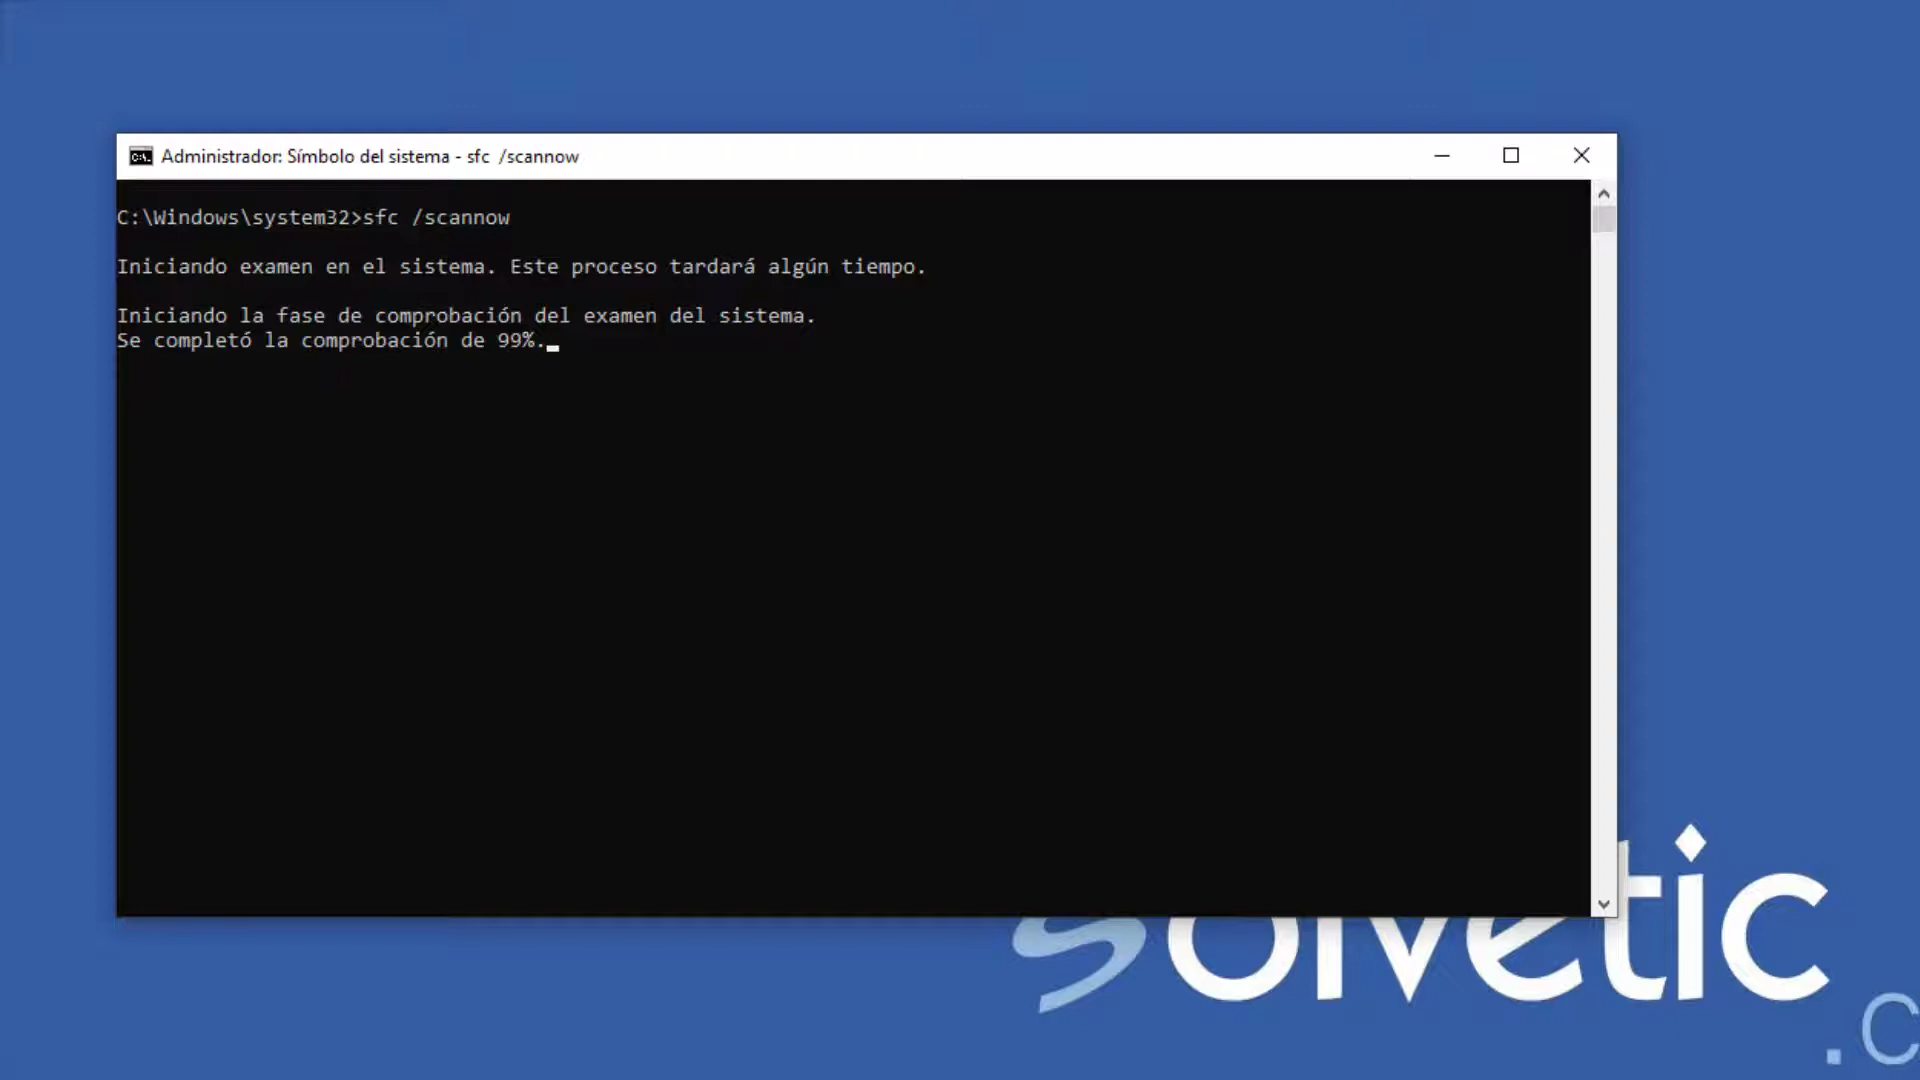 Administrador: Símbolo del sistema - sfc  /scannow
C:\Windows\system32>sfc /scannow
Iniciando examen en el sistema. Este proceso tardará algún tiempo.
Iniciando la fase de comprobación del examen del sistema.
Se completó la comprobación de 99%.
solvetic
.c